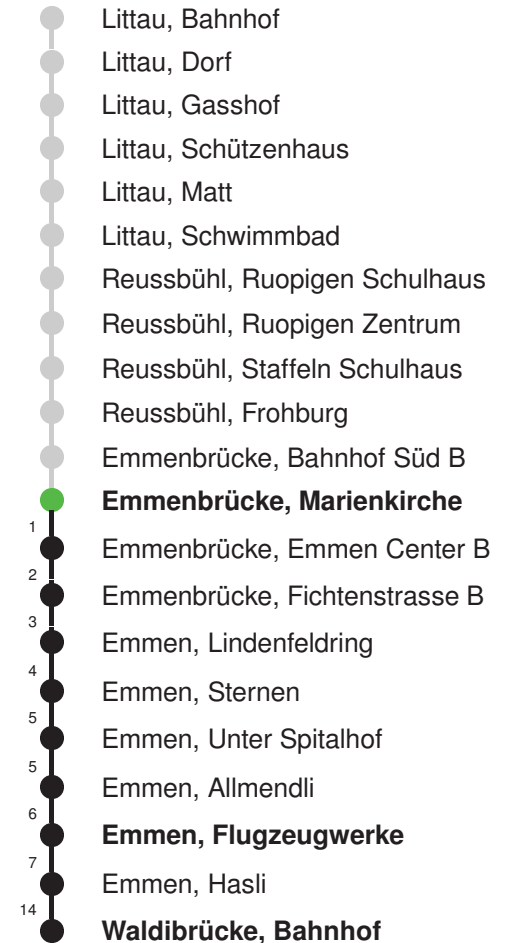 Littau, Bahnhof
Littau, Dorf
Littau, Gasshof
Littau, Schützenhaus
Littau, Matt
Littau, Schwimmbad
Reussbühl, Ruopigen Schulhaus
Reussbühl, Ruopigen Zentrum
Reussbühl, Staffeln Schulhaus
Reussbühl, Frohburg
Emmenbrücke, Bahnhof Süd B
Emmenbrücke, Marienkirche
1 Emmenbrücke, Emmen Center B
2 Emmenbrücke, Fichtenstrasse B
3 Emmen, Lindenfeldring
4 Emmen, Sternen
5 Emmen, Unter Spitalhof
5 Emmen, Allmendli
6 Emmen, Flugzeugwerke
7 Emmen, Hasli
14 Waldibrücke, Bahnhof